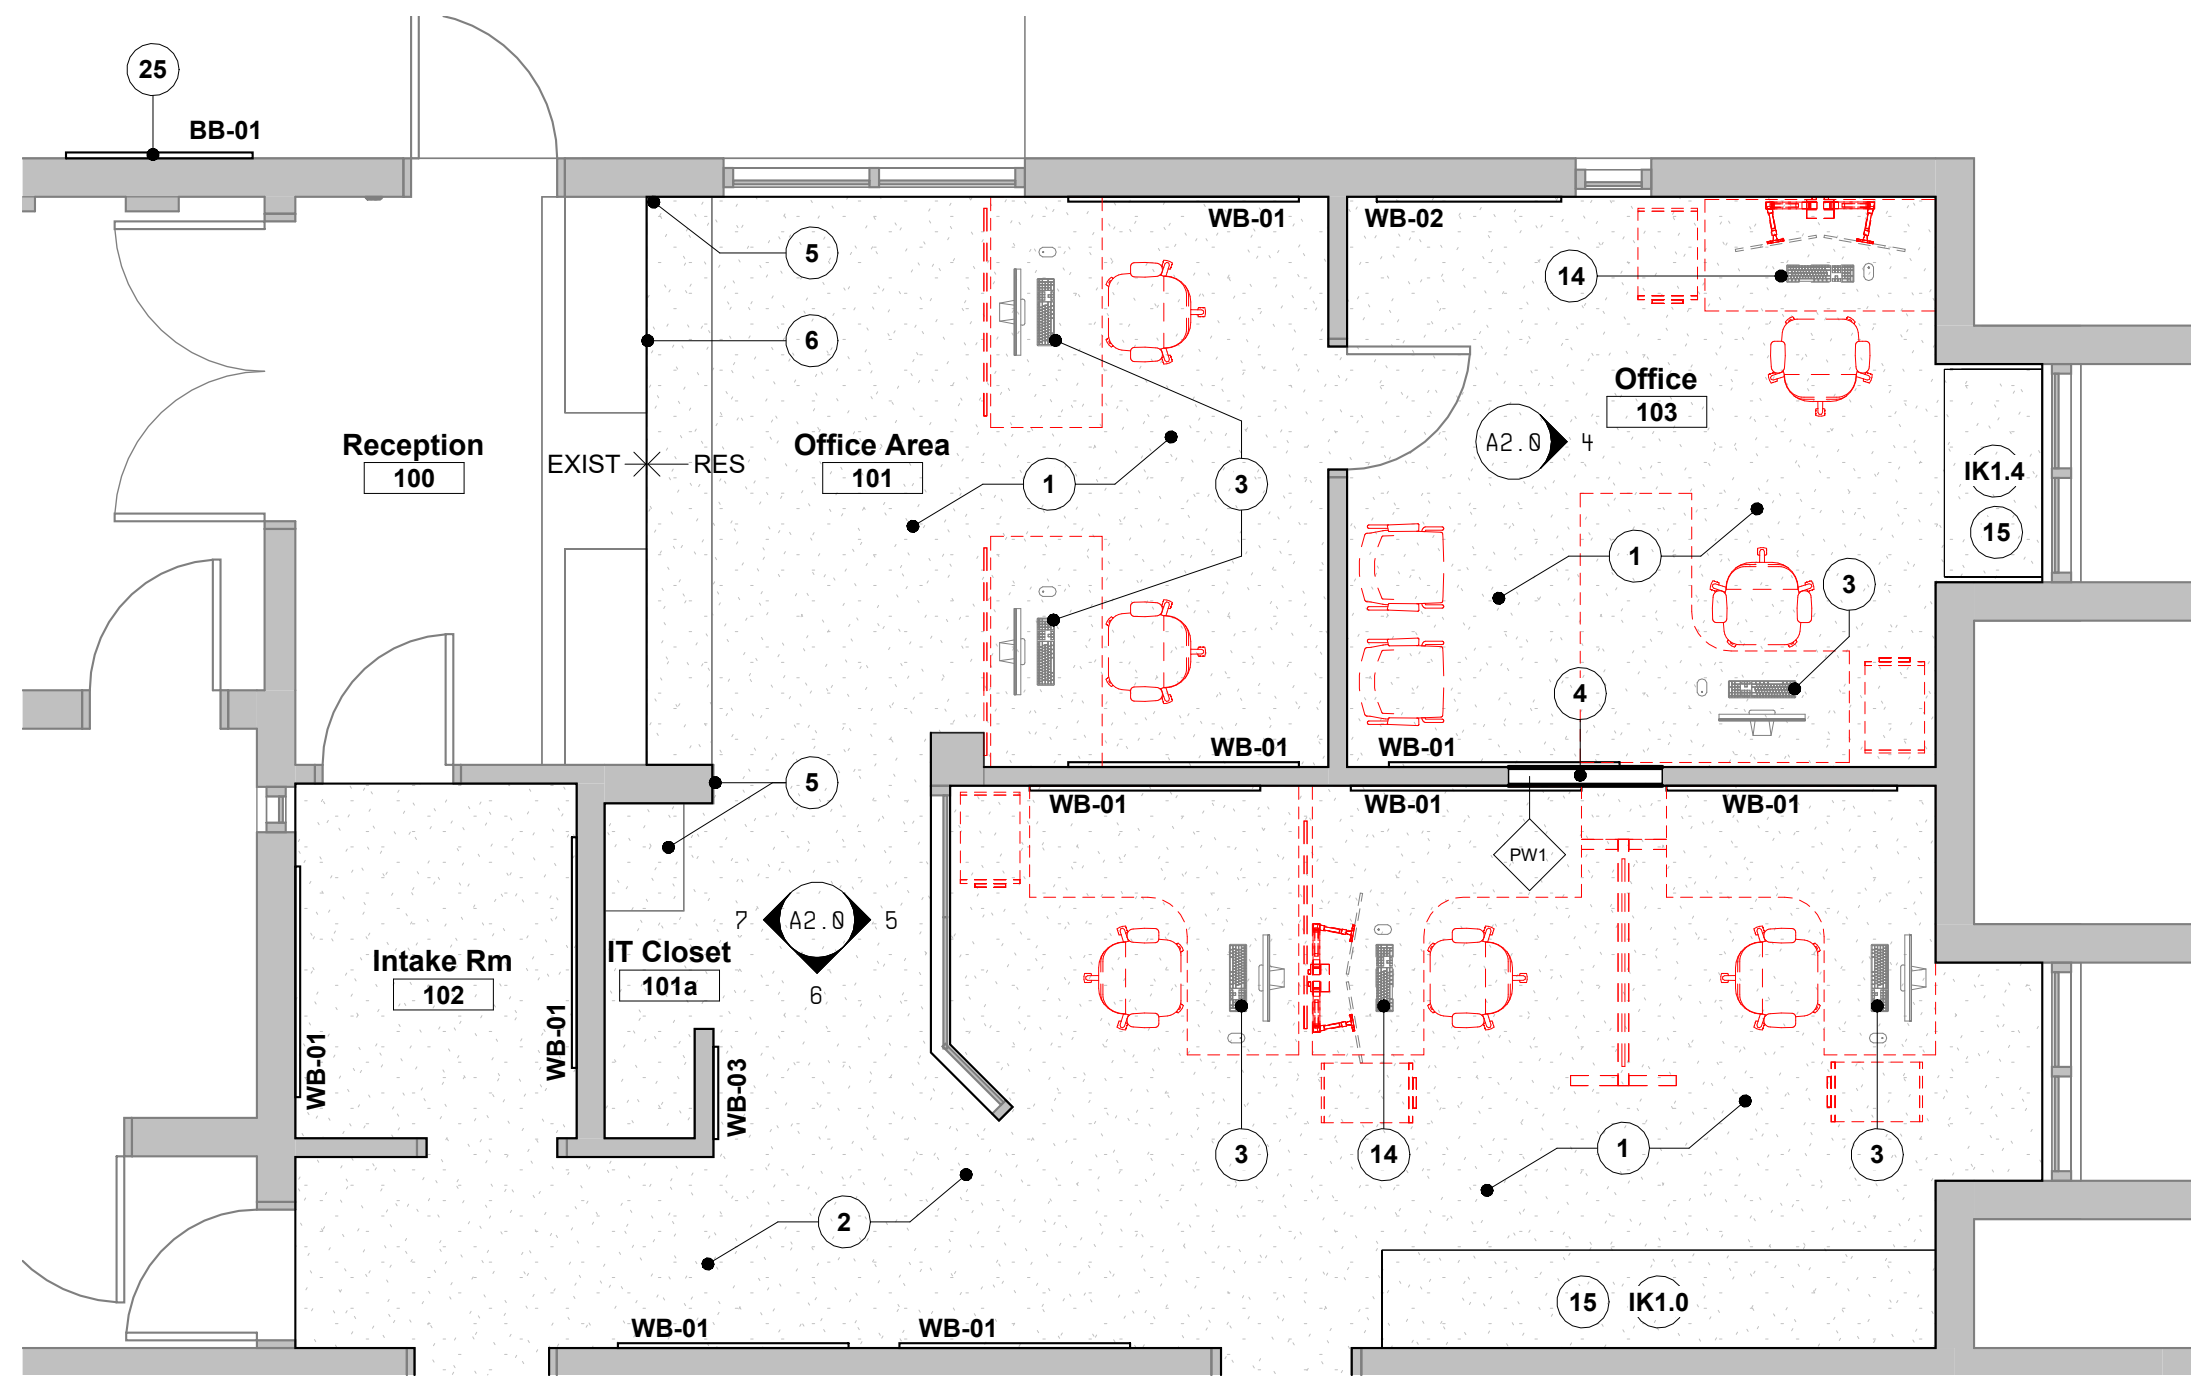 25
BB-01
WB-01
WB-02
5
14
6
Office
103
A2.0
4
Reception
100
EXIST
RES
Office Area
101
1
3
IK1.4
15
1
3
4
WB-01
WB-01
5
WB-01
WB-01
WB-01
PW1
7
A2.0
5
6
Intake Rm
102
IT Closet
101a
WB-01
WB-01
WB-03
3
14
1
3
2
15
IK1.0
WB-01
WB-01